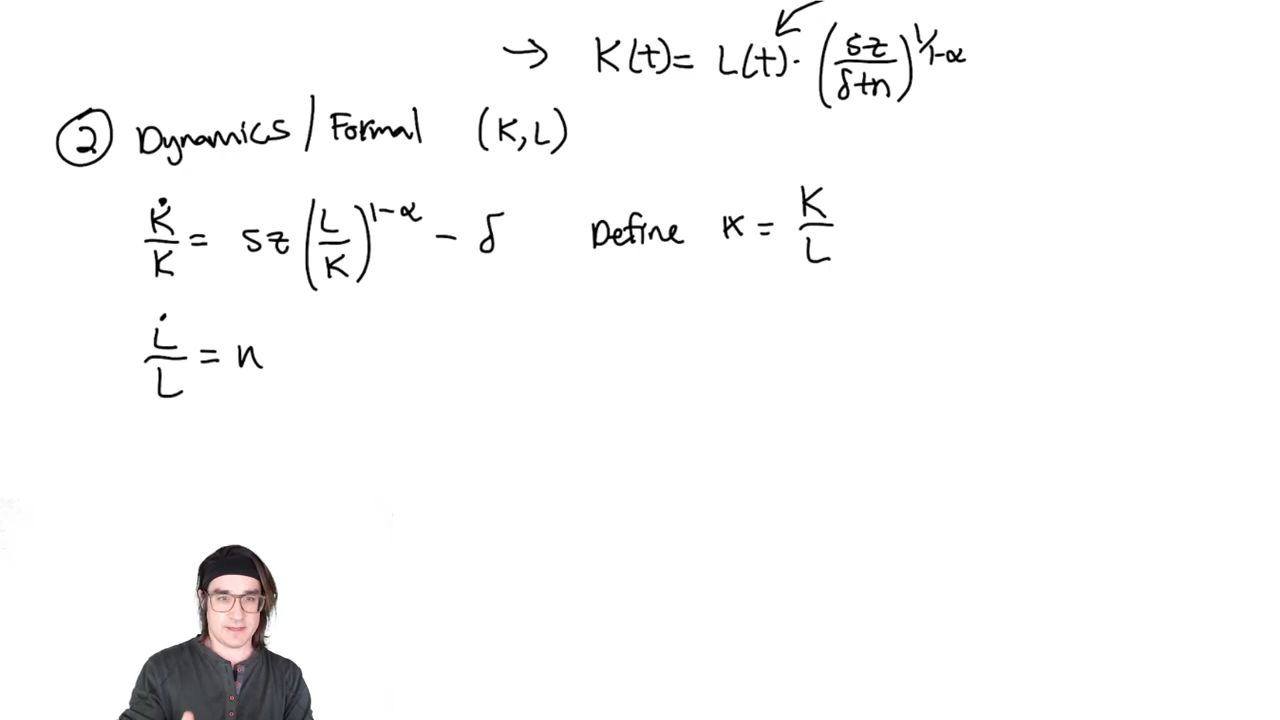 → K(t) = L(t) · (sz / δ+n)^1/1-α
② Dynamics / Formal (K, L)
K̇/K = sz (L/K)^1-α - δ Define k = K/L
L̇/L = n